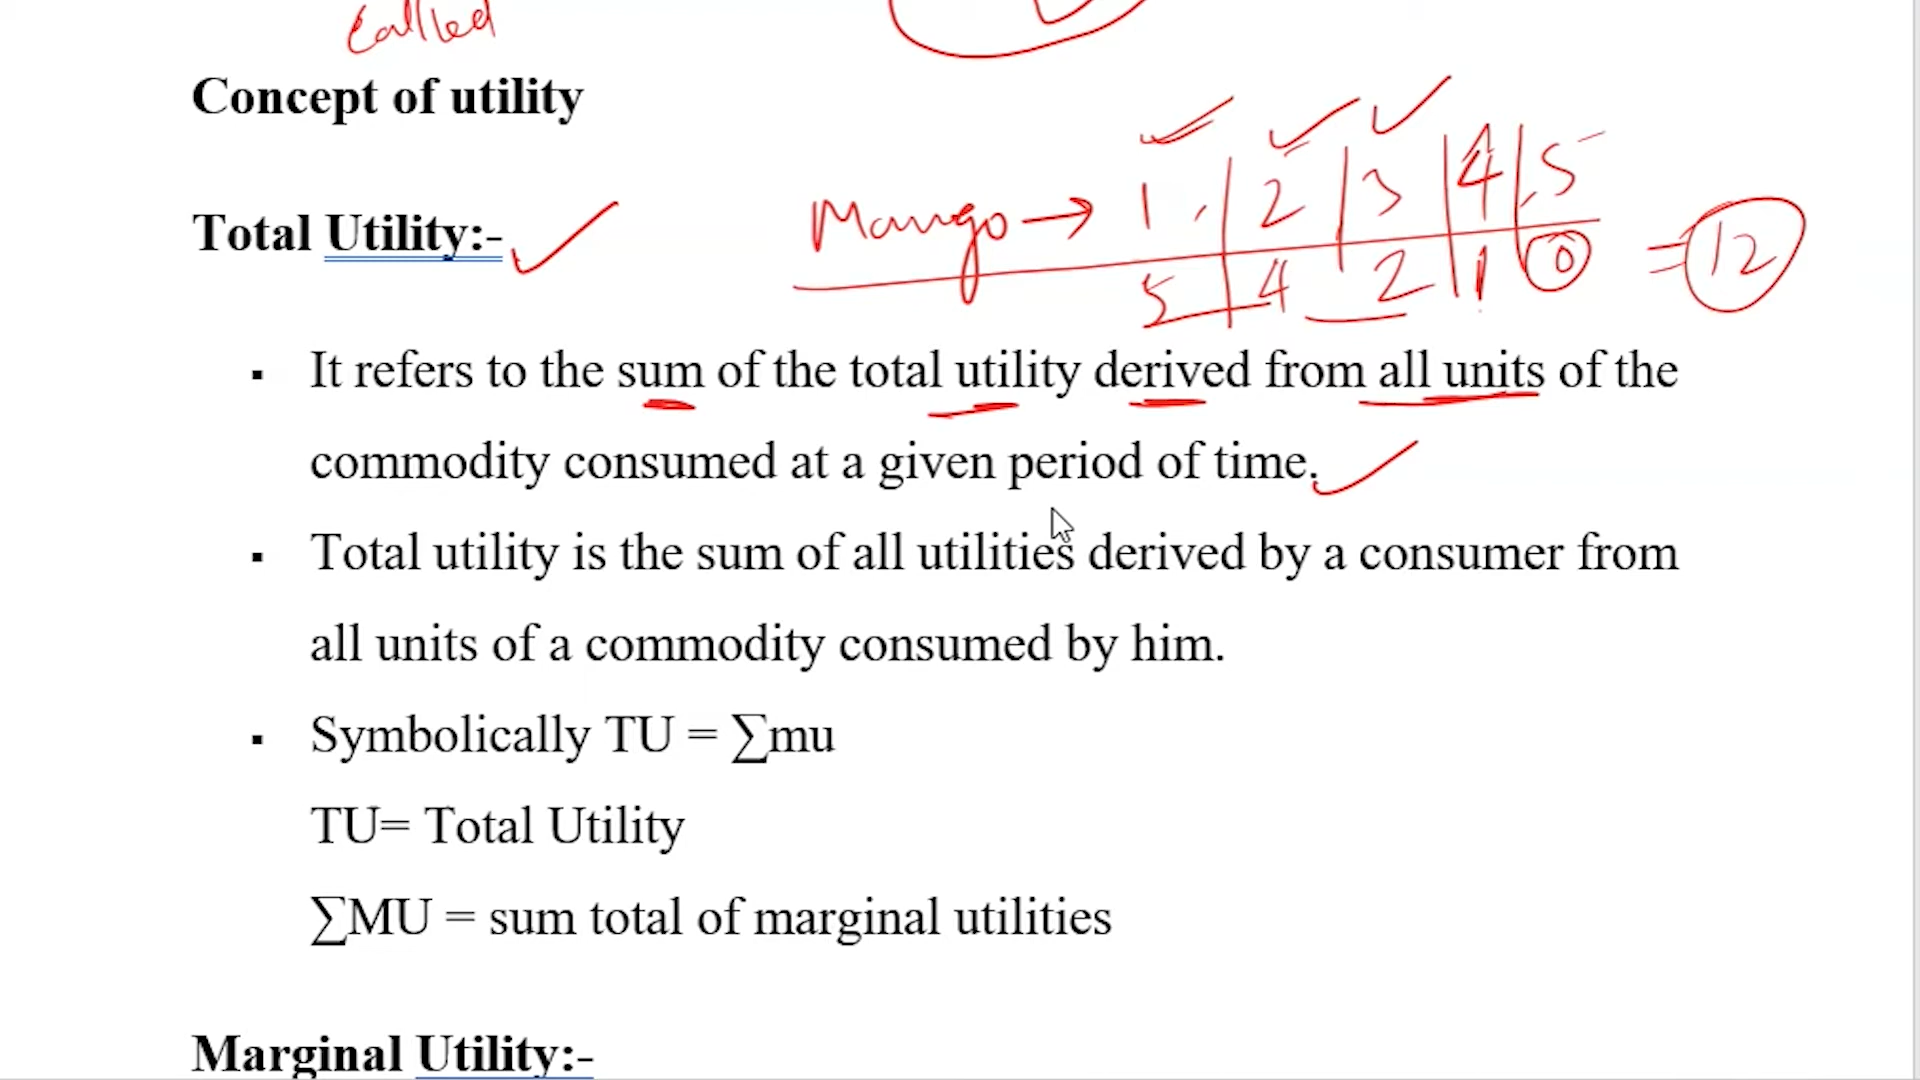 called
Concept of utility
Mango → 1 2 3 4 5
Total Utility:-
5 4 2 1 0 = 12
▪ It refers to the sum of the total utility derived from all units of the
commodity consumed at a given period of time.
▪ Total utility is the sum of all utilities derived by a consumer from
all units of a commodity consumed by him.
▪ Symbolically TU = ∑mu
TU= Total Utility
∑MU = sum total of marginal utilities
Marginal Utility:-